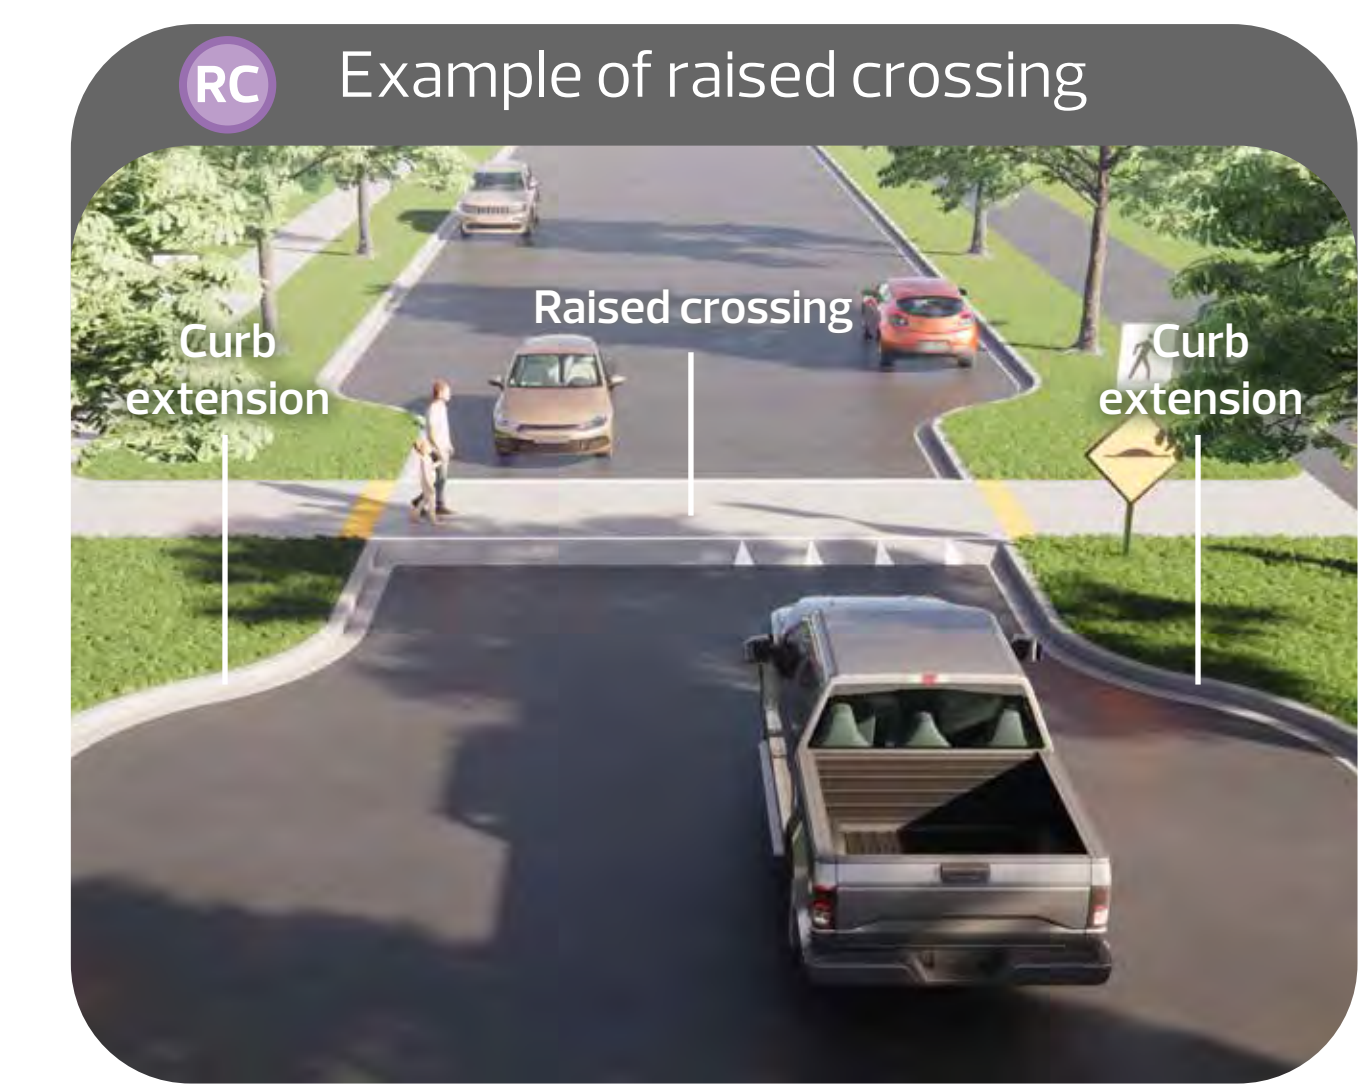 RC Example of raised crossing
Raised crossing
Curb
extension
Curb
extension